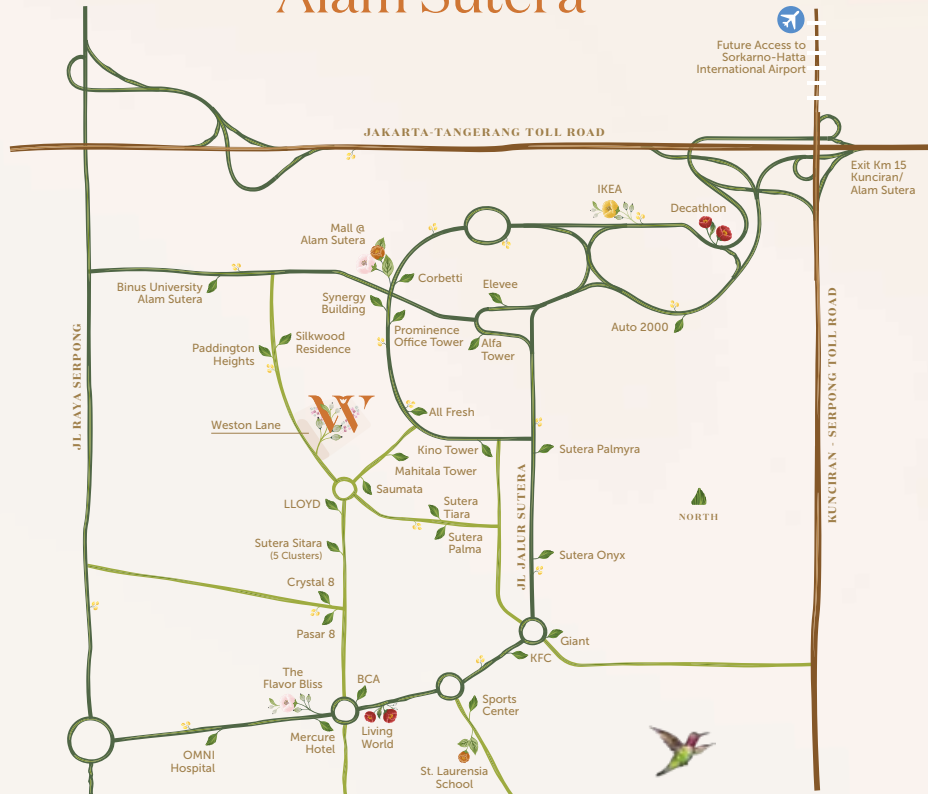 Alam Sutera
Future Access to
Sorkarno-Hatta
International Airport
JAKARTA-TANGERANG TOLL ROAD
Exit Km 15
Kunciran/
Alam Sutera
IKEA
Decathlon
Mall @
Alam Sutera
Corbetti
Binus University
Alam Sutera
Synergy
Building
Elevee
Auto 2000
Prominence
Office Tower
Alfa
Tower
Silkwood
Residence
Paddington
Heights
JL RAYA SERPONG
KUNCIRAN - SERPONG TOLL ROAD
W
Weston Lane
All Fresh
Kino Tower
Sutera Palmyra
Mahitala Tower
Saumata
LLOYD
Sutera
Tiara
Sutera
Palma
JL JALUR SUTERA
NORTH
Sutera Sitara
(5 Clusters)
Sutera Onyx
Crystal 8
Pasar 8
Giant
KFC
The
Flavor Bliss
BCA
Sports
Center
Mercure
Hotel
Living
World
OMNI
Hospital
St. Laurensia
School